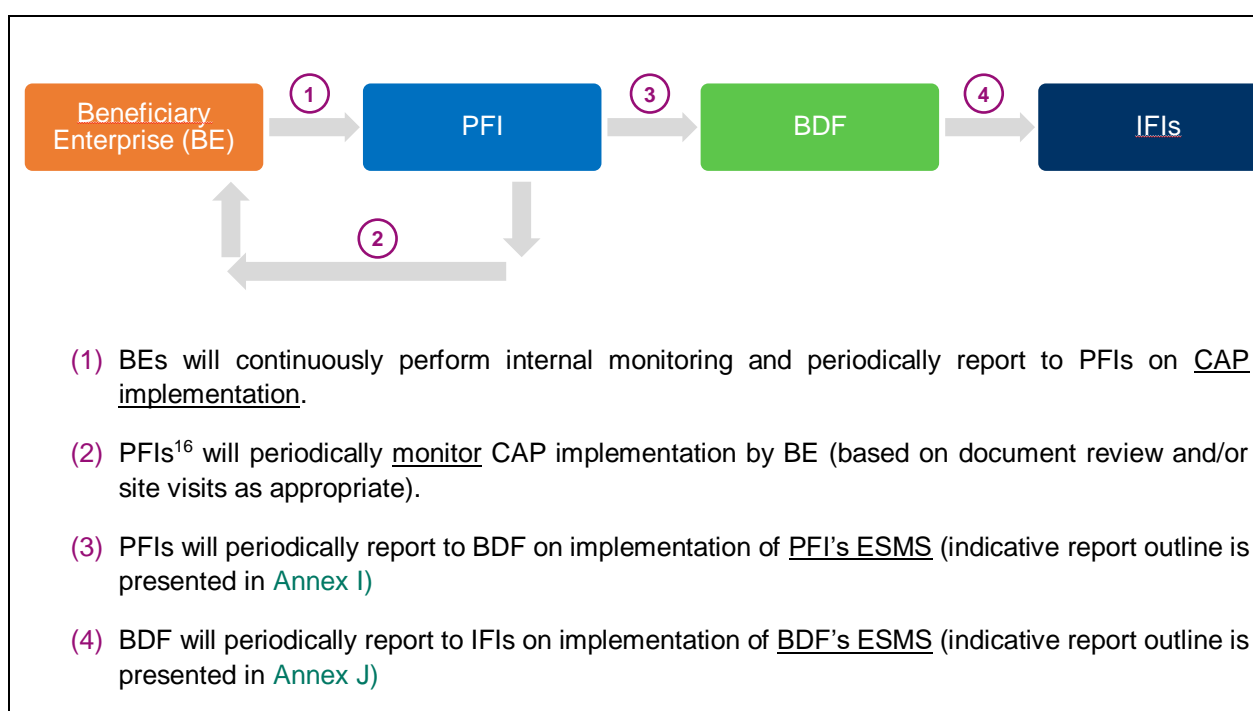 1
3
4
Beneficiary
Enterprise (BE)
PFI
BDF
IFIs
2
(1) BEs will continuously perform internal monitoring and periodically report to PFIs on CAP
implementation.
(2) PFIs16 will periodically monitor CAP implementation by BE (based on document review and/or
site visits as appropriate).
(3) PFIs will periodically report to BDF on implementation of PFI’s ESMS (indicative report outline is
presented in Annex I)
(4) BDF will periodically report to IFIs on implementation of BDF’s ESMS (indicative report outline is
presented in Annex J)